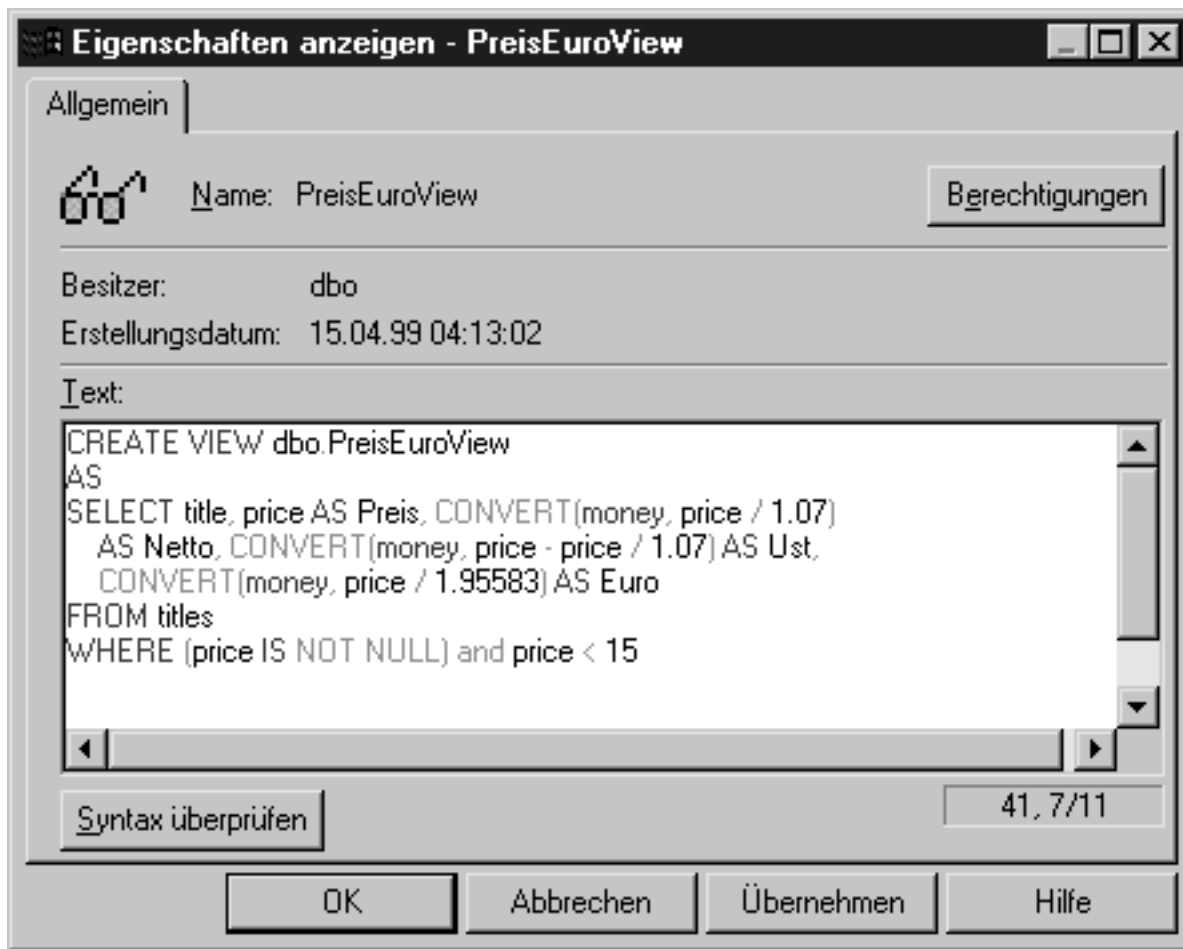 Eigenschaften anzeigen - PreisEuroView
Allgemein
Name: PreisEuroView
Berechtigungen
Besitzer: dbo
Erstellungsdatum: 15.04.99 04:13:02
Text:
CREATE VIEW dbo.PreisEuroView
AS
SELECT title, price AS Preis, CONVERT(money, price / 1.07)
AS Netto, CONVERT(money, price - price / 1.07) AS Ust,
CONVERT(money, price / 1.95583) AS Euro
FROM titles
WHERE (price IS NOT NULL) and price < 15
Syntax überprüfen
41, 7/11
OK Abbrechen Übernehmen Hilfe